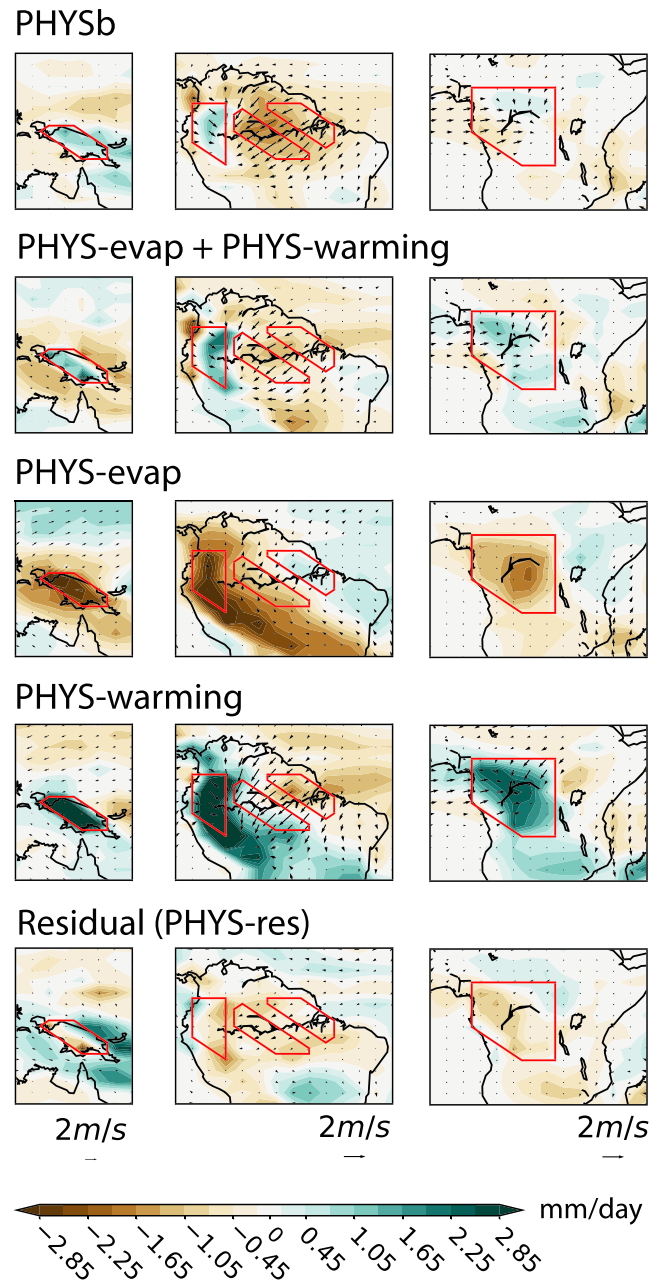 PHYSb
PHYS-evap + PHYS-warming
PHYS-evap
PHYS-warming
Residual (PHYS-res)
2m/s 2m/s 2m/s
mm/day
−2.85 −2.25 −1.65 −1.05 −0.45 0 0.45 1.05 1.65 2.25 2.85